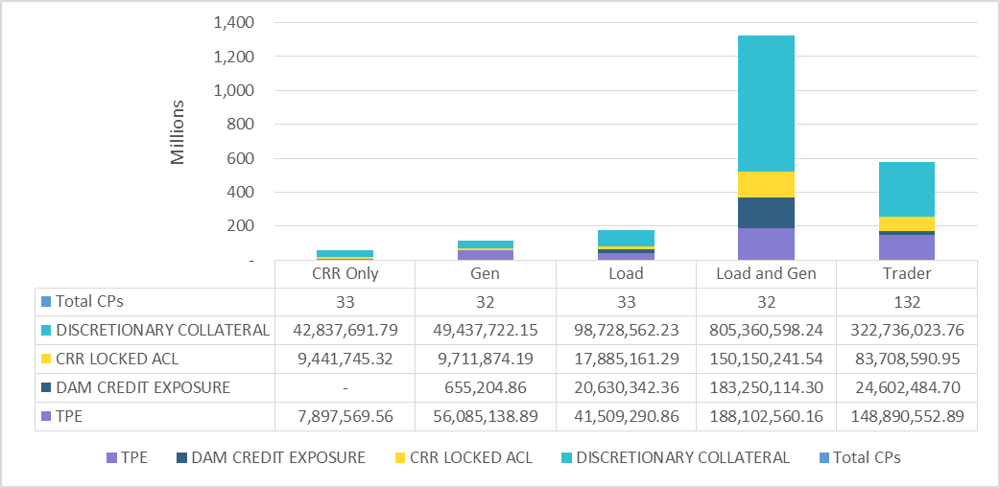 1,400
1,200
1,000
800
600
400
200
-
Millions
CRR Only Gen Load Load and Gen Trader
Total CPs 33 32 33 32 132
DISCRETIONARY COLLATERAL 42,837,691.79 49,437,722.15 98,728,562.23 805,360,598.24 322,736,023.76
CRR LOCKED ACL 9,441,745.32 9,711,874.19 17,885,161.29 150,150,241.54 83,708,590.95
DAM CREDIT EXPOSURE - 655,204.86 20,630,342.36 183,250,114.30 24,602,484.70
TPE 7,897,569.56 56,085,138.89 41,509,290.86 188,102,560.16 148,890,552.89
TPE DAM CREDIT EXPOSURE CRR LOCKED ACL DISCRETIONARY COLLATERAL Total CPs